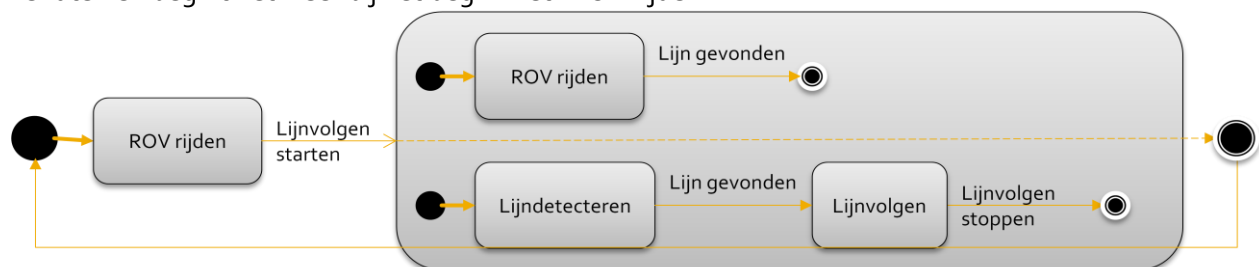 ROV rijden
Lijnvolgen
starten
ROV rijden
Lijn gevonden
Lijndetecteren
Lijn gevonden
Lijnvolgen
Lijnvolgen
stoppen